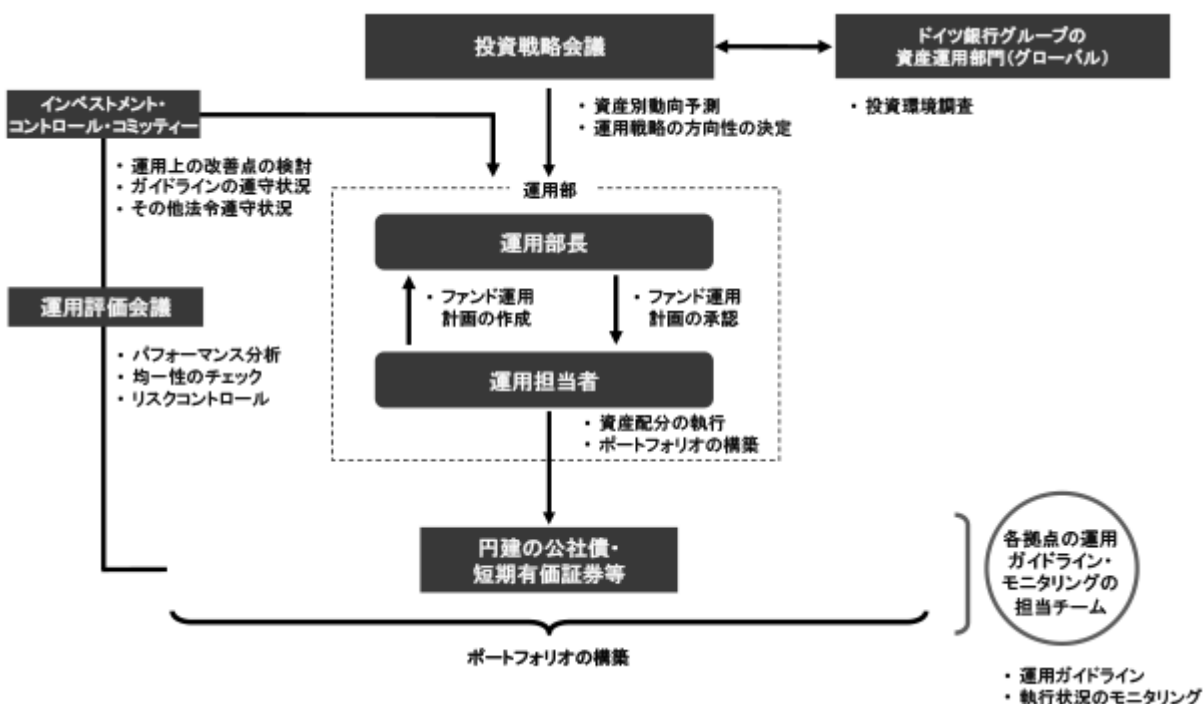 投資戦略会議
ドイツ銀行グループの
資産運用部門(グローバル)
・資産別動向予測
・運用戦略の方向性の決定
・投資環境調査
インベストメント・
コントロール・コミッティー
・運用上の改善点の検討
・ガイドラインの遵守状況
・その他法令遵守状況
運用部
運用部長
・ファンド運用
計画の作成
・ファンド運用
計画の承認
運用評価会議
・パフォーマンス分析
・均一性のチェック
・リスクコントロール
運用担当者
・資産配分の執行
・ポートフォリオの構築
円建の公社債・
短期有価証券等
各拠点の運用
ガイドライン・
モニタリングの
担当チーム
ポートフォリオの構築
・運用ガイドライン
・執行状況のモニタリング